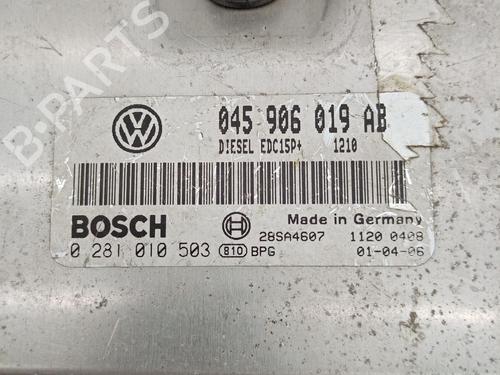 B-PARTS
045 906 019 AB
DIESEL EDC15P+ 1210
BOSCH
Made in Germany
28SA4607 1120 0408
0 281 010 503 810 BPG 01-04-06